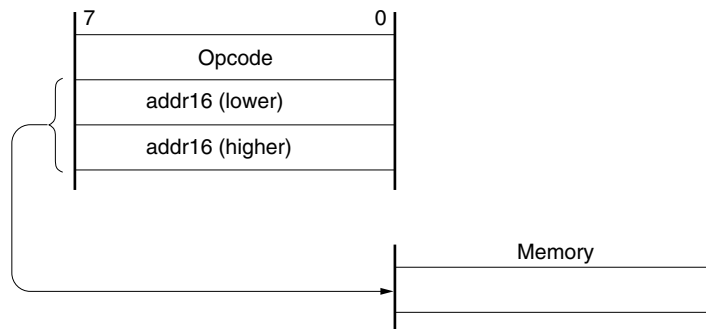 7 0
Opcode
addr16 (lower)
addr16 (higher)
Memory